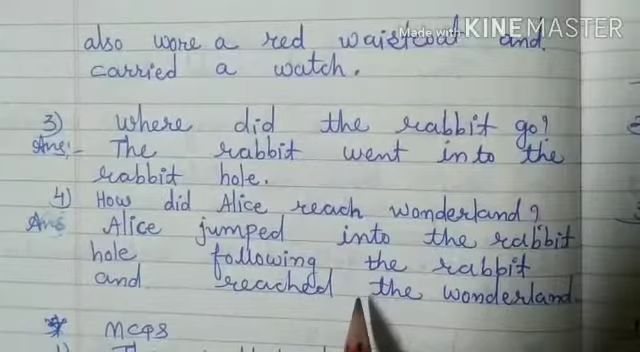 Made with KINEMASTER
also wore a red waistcoat and
carried a watch.
3) Where did the rabbit go?
Ans:- The rabbit went into the
rabbit hole.
4) How did Alice reach wonderland?
Ans Alice jumped into the rabbit
hole following the rabbit
and reached the wonderland.
* MCQS